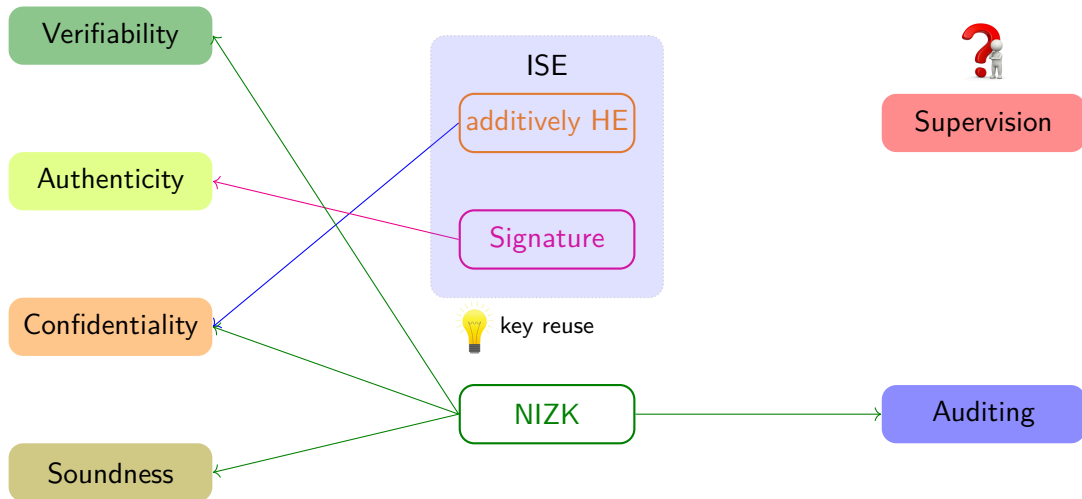 Verifiability
Authenticity
Confidentiality
Soundness
ISE
additively HE
Signature
key reuse
NIZK
Supervision
Auditing